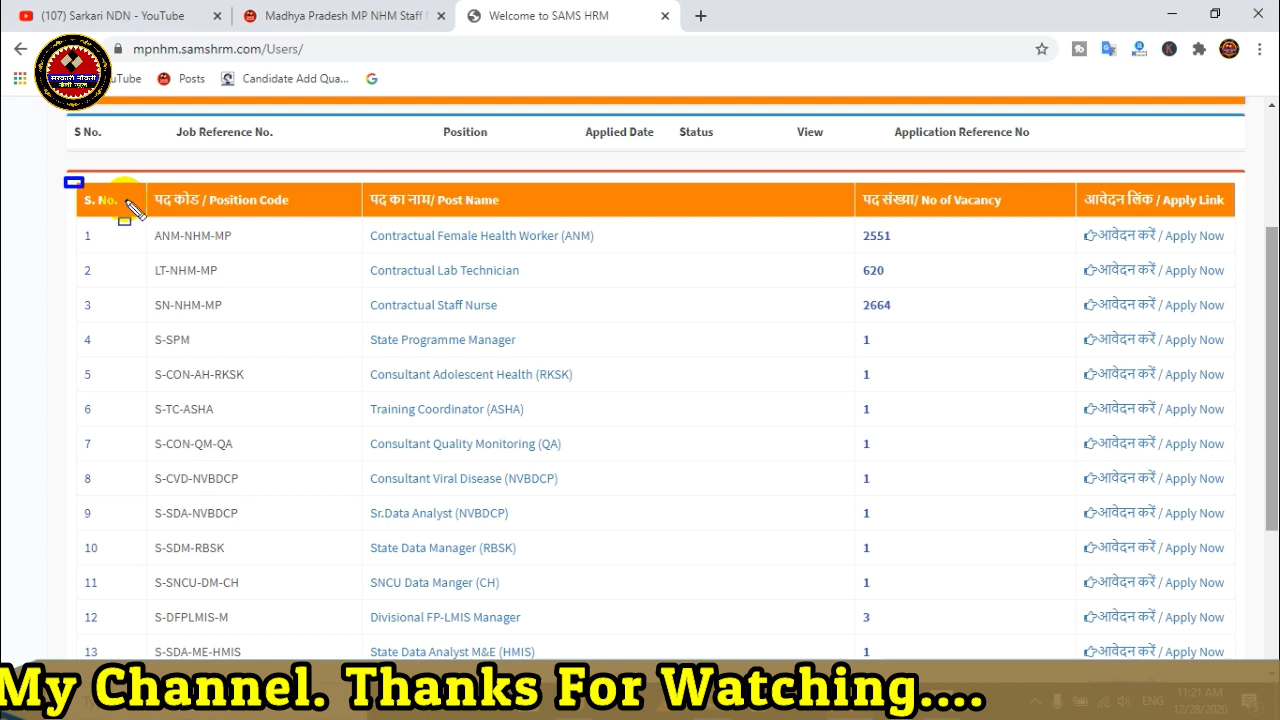 (107) Sarkari NDN - YouTube
Madhya Pradesh MP NHM Staff
Welcome to SAMS HRM
mpnhm.samshrm.com/Users/
सरकारी नौकरी
डेली न्यूज़
Posts
Candidate Add Qua...
S No. Job Reference No. Position Applied Date Status View Application Reference No
S. No. पद कोड / Position Code पद का नाम/ Post Name पद संख्या/ No of Vacancy आवेदन लिंक / Apply Link
1 ANM-NHM-MP Contractual Female Health Worker (ANM) 2551 आवेदन करें / Apply Now
2 LT-NHM-MP Contractual Lab Technician 620 आवेदन करें / Apply Now
3 SN-NHM-MP Contractual Staff Nurse 2664 आवेदन करें / Apply Now
4 S-SPM State Programme Manager 1 आवेदन करें / Apply Now
5 S-CON-AH-RKSK Consultant Adolescent Health (RKSK) 1 आवेदन करें / Apply Now
6 S-TC-ASHA Training Coordinator (ASHA) 1 आवेदन करें / Apply Now
7 S-CON-QM-QA Consultant Quality Monitoring (QA) 1 आवेदन करें / Apply Now
8 S-CVD-NVBDCP Consultant Viral Disease (NVBDCP) 1 आवेदन करें / Apply Now
9 S-SDA-NVBDCP Sr.Data Analyst (NVBDCP) 1 आवेदन करें / Apply Now
10 S-SDM-RBSK State Data Manager (RBSK) 1 आवेदन करें / Apply Now
11 S-SNCU-DM-CH SNCU Data Manger (CH) 1 आवेदन करें / Apply Now
12 S-DFPLMIS-M Divisional FP-LMIS Manager 3 आवेदन करें / Apply Now
13 S-SDA-ME-HMIS State Data Analyst M&E (HMIS) 1 आवेदन करें / Apply Now
My Channel. Thanks For Watching....
ENG
11:21 AM
12/28/2020